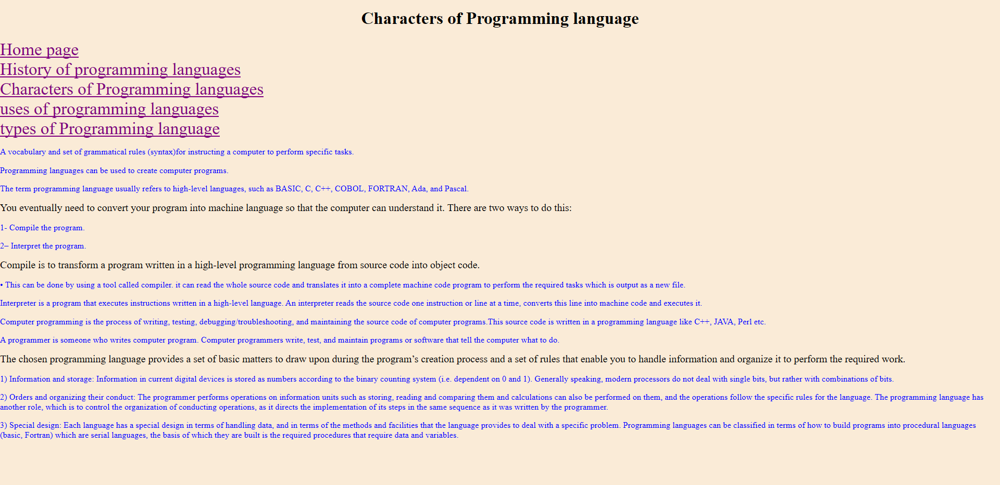 Characters of Programming language
Home page
History of programming languages
Characters of Programming languages
uses of programming languages
types of Programming language
A vocabulary and set of grammatical rules (syntax)for instructing a computer to perform specific tasks.
Programming languages can be used to create computer programs.
The term programming language usually refers to high-level languages, such as BASIC, C, C++, COBOL, FORTRAN, Ada, and Pascal.
You eventually need to convert your program into machine language so that the computer can understand it. There are two ways to do this:
1- Compile the program.
2– Interpret the program.
Compile is to transform a program written in a high-level programming language from source code into object code.
• This can be done by using a tool called compiler. it can read the whole source code and translates it into a complete machine code program to perform the required tasks which is output as a new file.
Interpreter is a program that executes instructions written in a high-level language. An interpreter reads the source code one instruction or line at a time, converts this line into machine code and executes it.
Computer programming is the process of writing, testing, debugging/troubleshooting, and maintaining the source code of computer programs.This source code is written in a programming language like C++, JAVA, Perl etc.
A programmer is someone who writes computer program. Computer programmers write, test, and maintain programs or software that tell the computer what to do.
The chosen programming language provides a set of basic matters to draw upon during the program’s creation process and a set of rules that enable you to handle information and organize it to perform the required work.
1) Information and storage: Information in current digital devices is stored as numbers according to the binary counting system (i.e. dependent on 0 and 1). Generally speaking, modern processors do not deal with single bits, but rather with combinations of bits.
2) Orders and organizing their conduct: The programmer performs operations on information units such as storing, reading and comparing them and calculations can also be performed on them, and the operations follow the specific rules for the language. The programming language has
another role, which is to control the organization of conducting operations, as it directs the implementation of its steps in the same sequence as it was written by the programmer.
3) Special design: Each language has a special design in terms of handling data, and in terms of the methods and facilities that the language provides to deal with a specific problem. Programming languages can be classified in terms of how to build programs into procedural languages
(basic, Fortran) which are serial languages, the basis of which they are built is the required procedures that require data and variables.